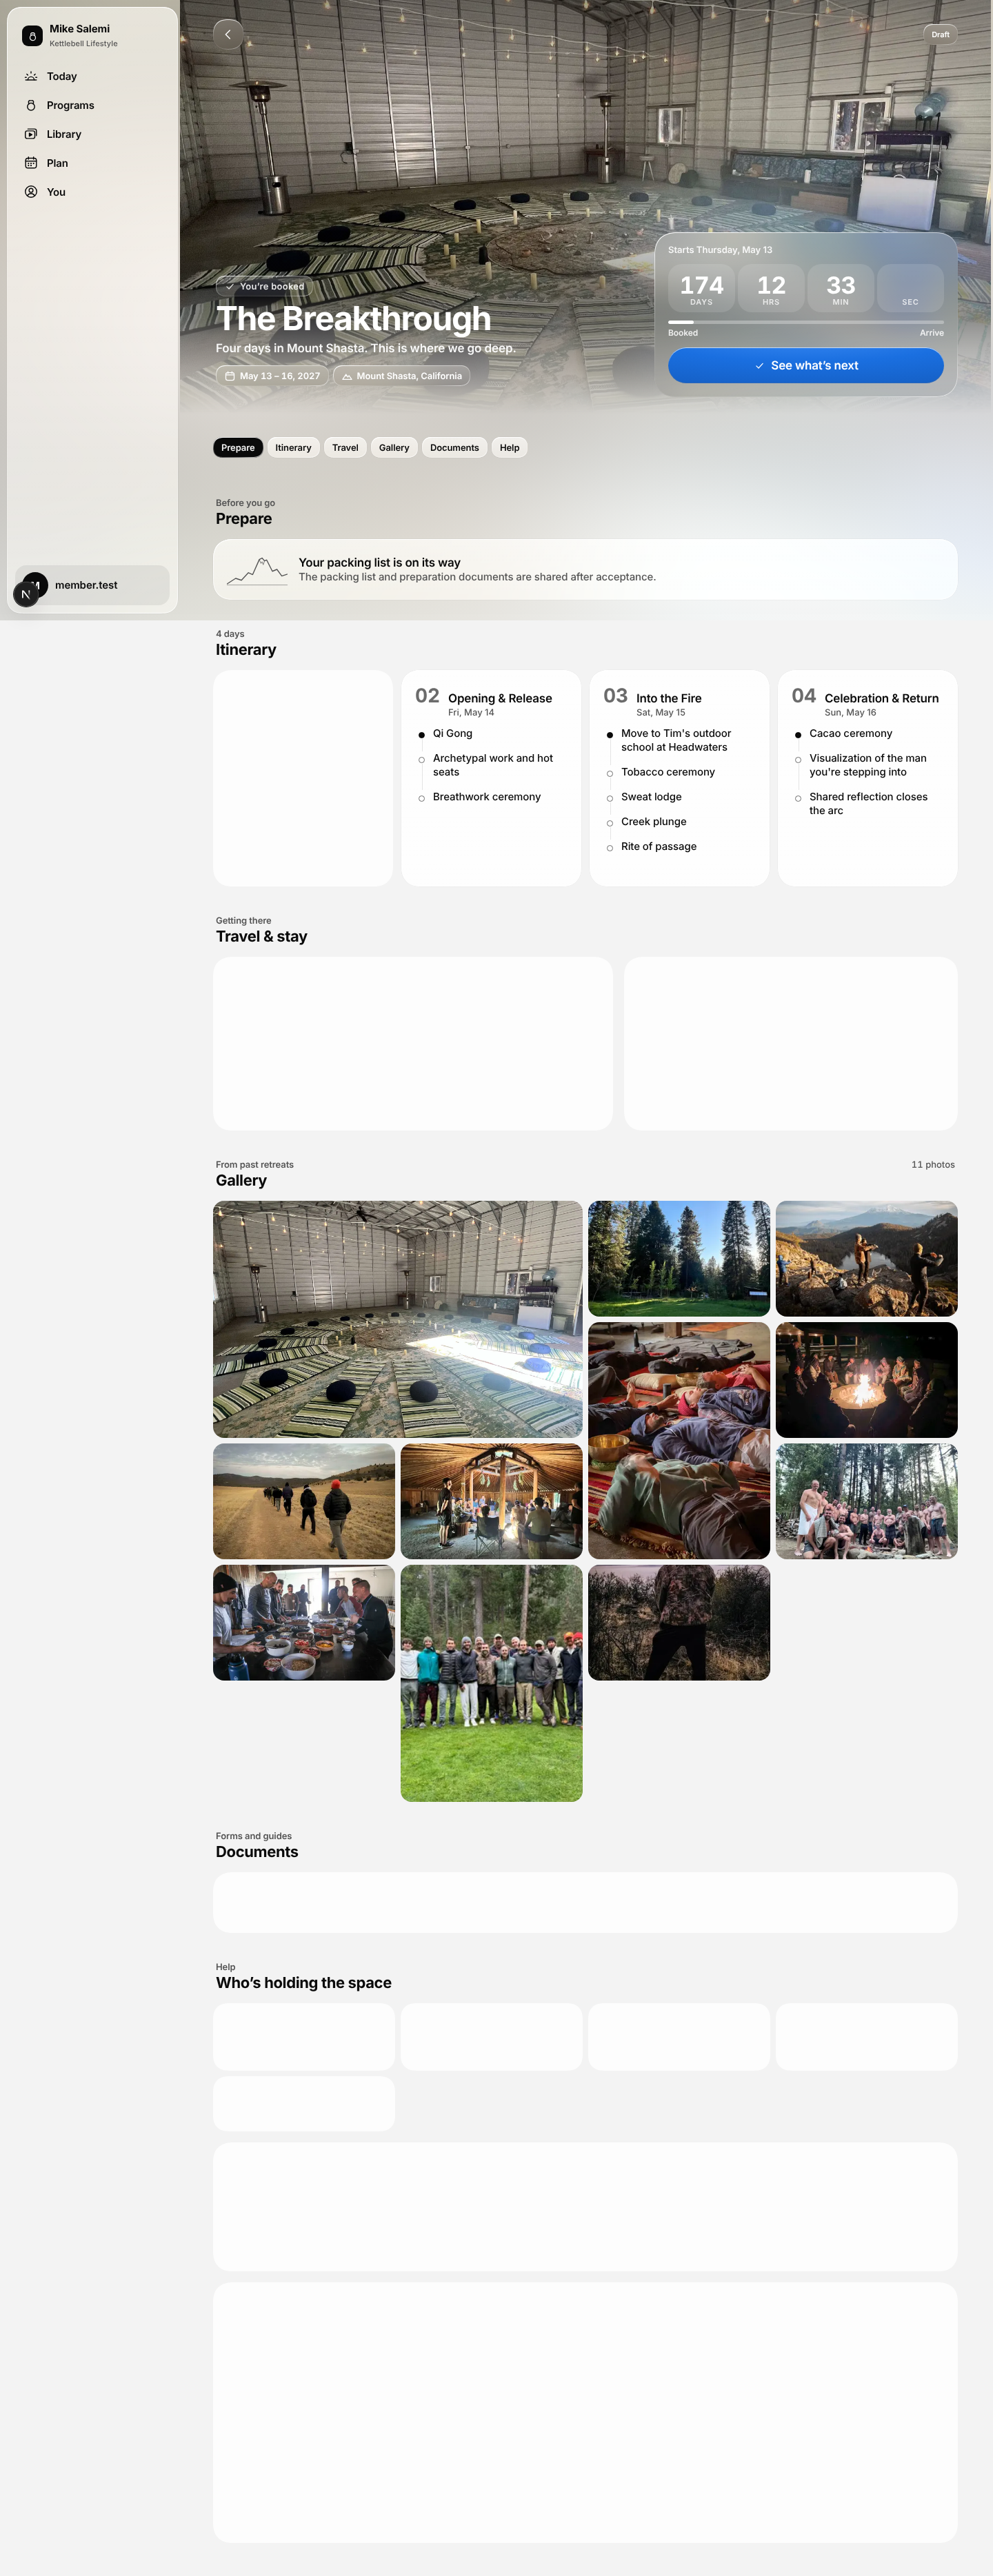 Mike Salemi
Kettlebell Lifestyle
Today
Programs
Library
Plan
You
member.test
Draft
You're booked
The Breakthrough
Four days in Mount Shasta. This is where we go deep.
May 13 – 16, 2027
Mount Shasta, California
Starts Thursday, May 13
174
DAYS
12
HRS
33
MIN
SEC
Booked
Arrive
See what's next
Prepare
Itinerary
Travel
Gallery
Documents
Help
Before you go
Prepare
Your packing list is on its way
The packing list and preparation documents are shared after acceptance.
4 days
Itinerary
02 Opening & Release
Fri, May 14
Qi Gong
Archetypal work and hot
seats
Breathwork ceremony
03 Into the Fire
Sat, May 15
Move to Tim's outdoor
school at Headwaters
Tobacco ceremony
Sweat lodge
Creek plunge
Rite of passage
04 Celebration & Return
Sun, May 16
Cacao ceremony
Visualization of the man
you're stepping into
Shared reflection closes
the arc
Getting there
Travel & stay
From past retreats
Gallery
11 photos
Forms and guides
Documents
Help
Who's holding the space